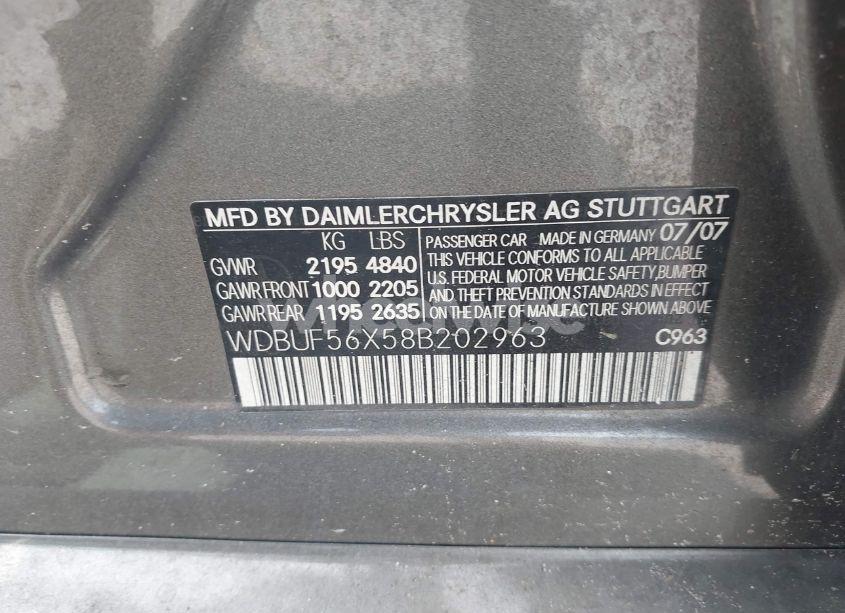 MFD BY DAIMLERCHRYSLER AG STUTTGART
KG LBS
GVWR 2195 4840
GAWR FRONT 1000 2205
GAWR REAR 1195 2635
PASSENGER CAR MADE IN GERMANY 07/07
THIS VEHICLE CONFORMS TO ALL APPLICABLE
U.S. FEDERAL MOTOR VEHICLE SAFETY,BUMPER
AND THEFT PREVENTION STANDARDS IN EFFECT
ON THE DATE OF MANUFACTURE SHOWN ABOVE
WDBUF56X58B202963 C963